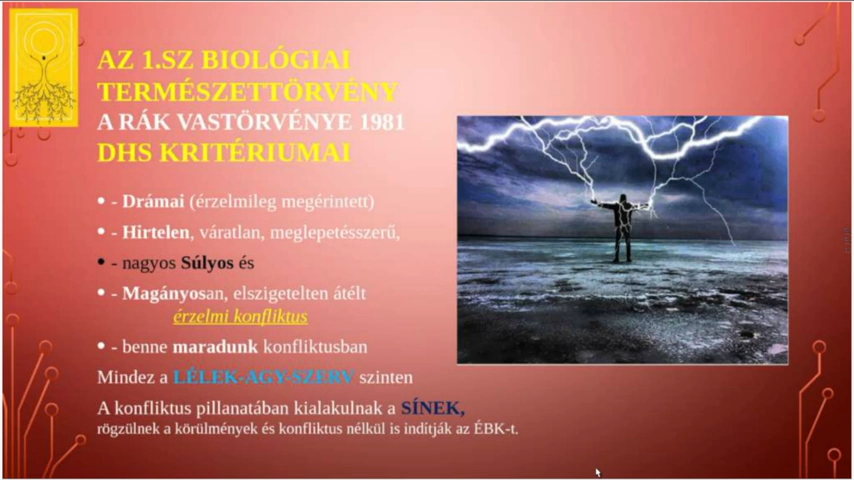 AZ 1.SZ BIOLÓGIAI
TERMÉSZETTÖRVÉNY
A RÁK VASTÖRVÉNYE 1981
DHS KRITÉRIUMAI
• - Drámai (érzelmileg megérintett)
• - Hirtelen, váratlan, meglepetésszerű,
• - nagyos Súlyos és
• - Magányosan, elszigetelten átélt
érzelmi konfliktus
• - benne maradunk konfliktusban
Mindez a LÉLEK-AGY-SZERV szinten
A konfliktus pillanatában kialakulnak a SÍNEK,
rögzülnek a körülmények és konfliktus nélkül is indítják az ÉBK-t.